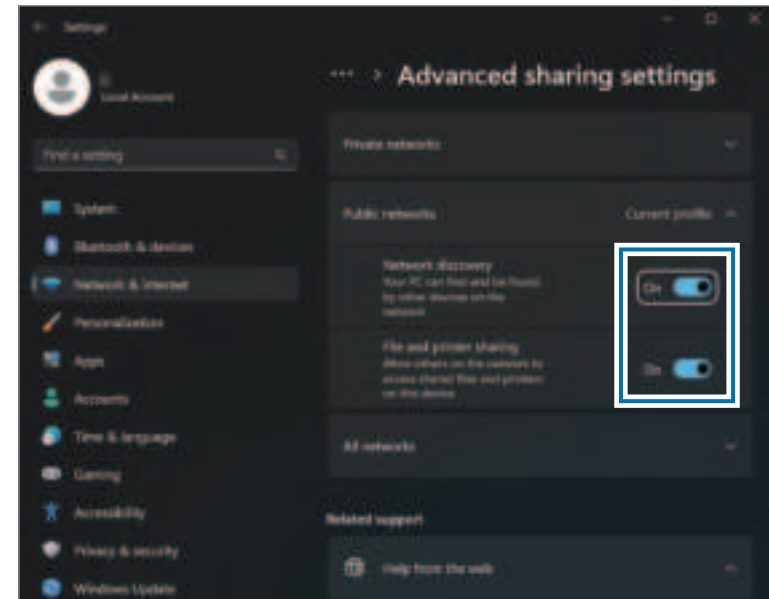 Settings
Local Account
Find a setting
System
Bluetooth & devices
Network & internet
Personalization
Apps
Accounts
Time & language
Gaming
Accessibility
Privacy & security
Windows Update
... > Advanced sharing settings
Private networks
Public networks
Current profile
Network discovery
Your PC can find and be found
by other devices on the
network
On
File and printer sharing
Allow others on the network to
access shared files and printers
on this device
On
All networks
Related support
Help from the web